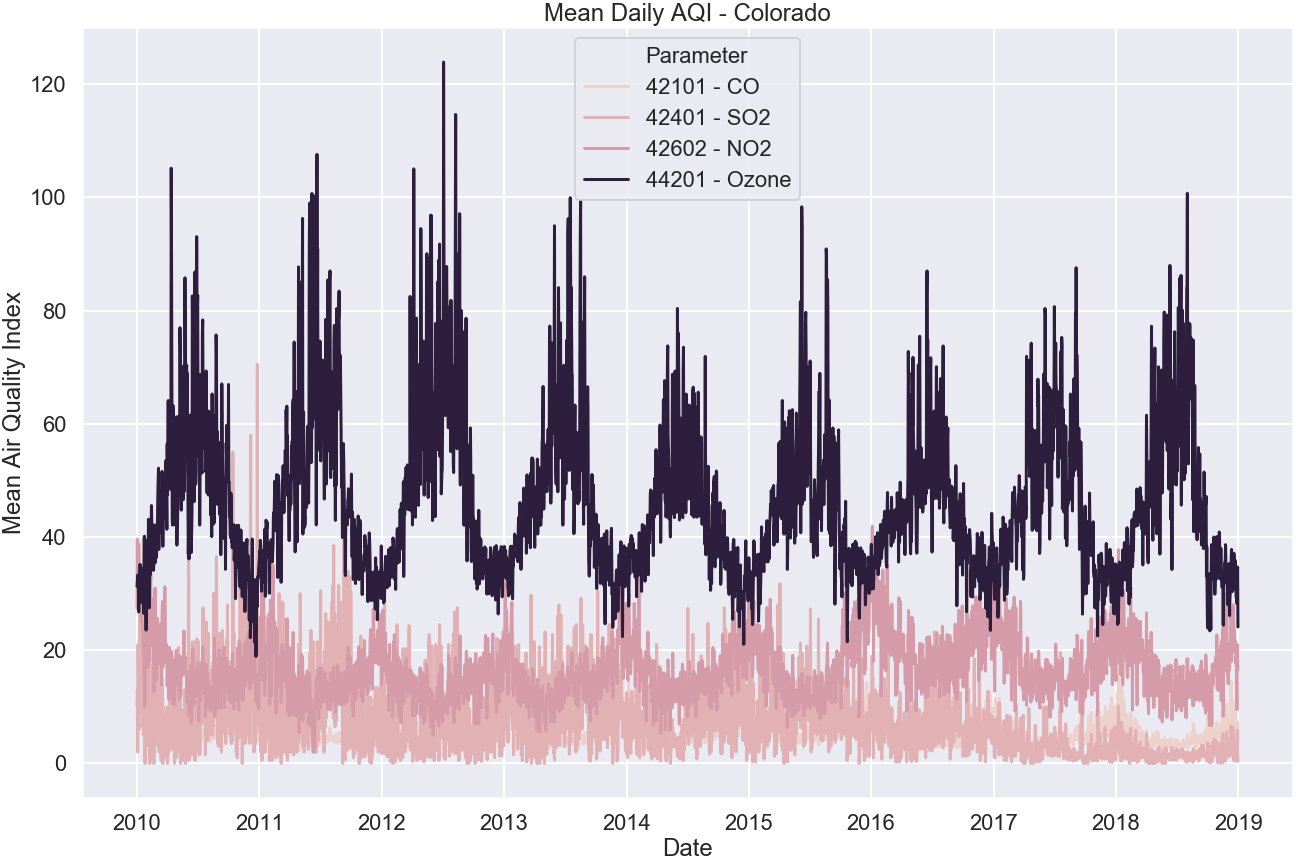 Mean Daily AQI - Colorado
Parameter
42101 - CO
42401 - SO2
42602 - NO2
44201 - Ozone
Mean Air Quality Index
120
100
80
60
40
20
0
2010 2011 2012 2013 2014 2015 2016 2017 2018 2019
Date